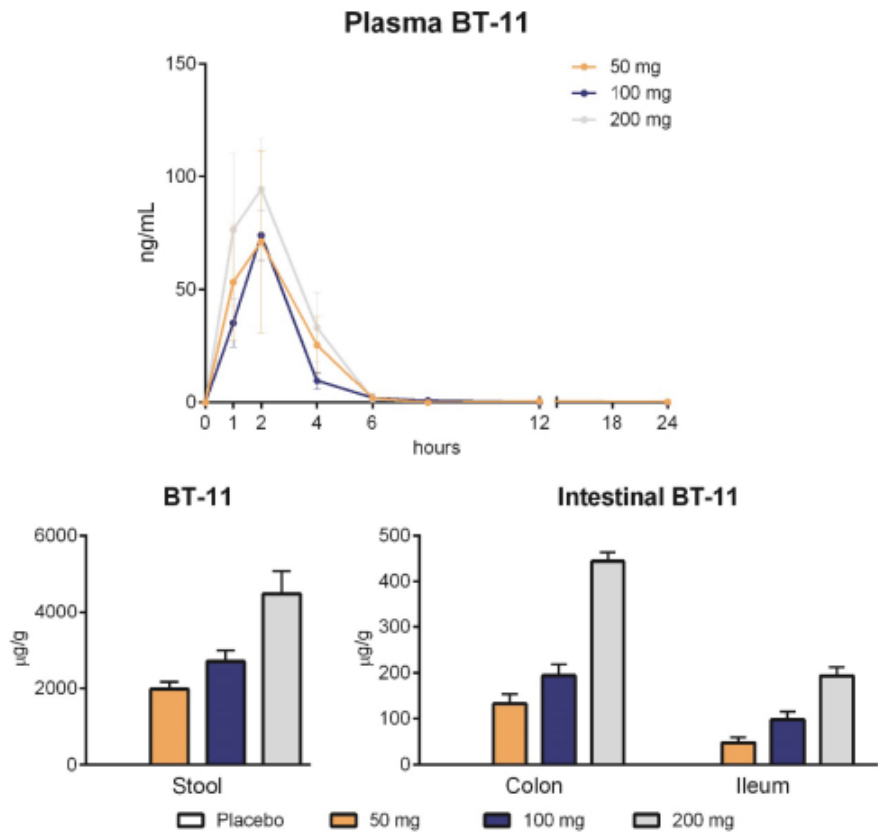 Plasma BT-11
150
100
50
0
ng/mL
50 mg
100 mg
200 mg
0 1 2 4 6 12 18 24
hours
BT-11
6000
4000
2000
0
µg/g
Stool
Intestinal BT-11
500
400
300
200
100
0
µg/g
Colon Ileum
Placebo 50 mg 100 mg 200 mg